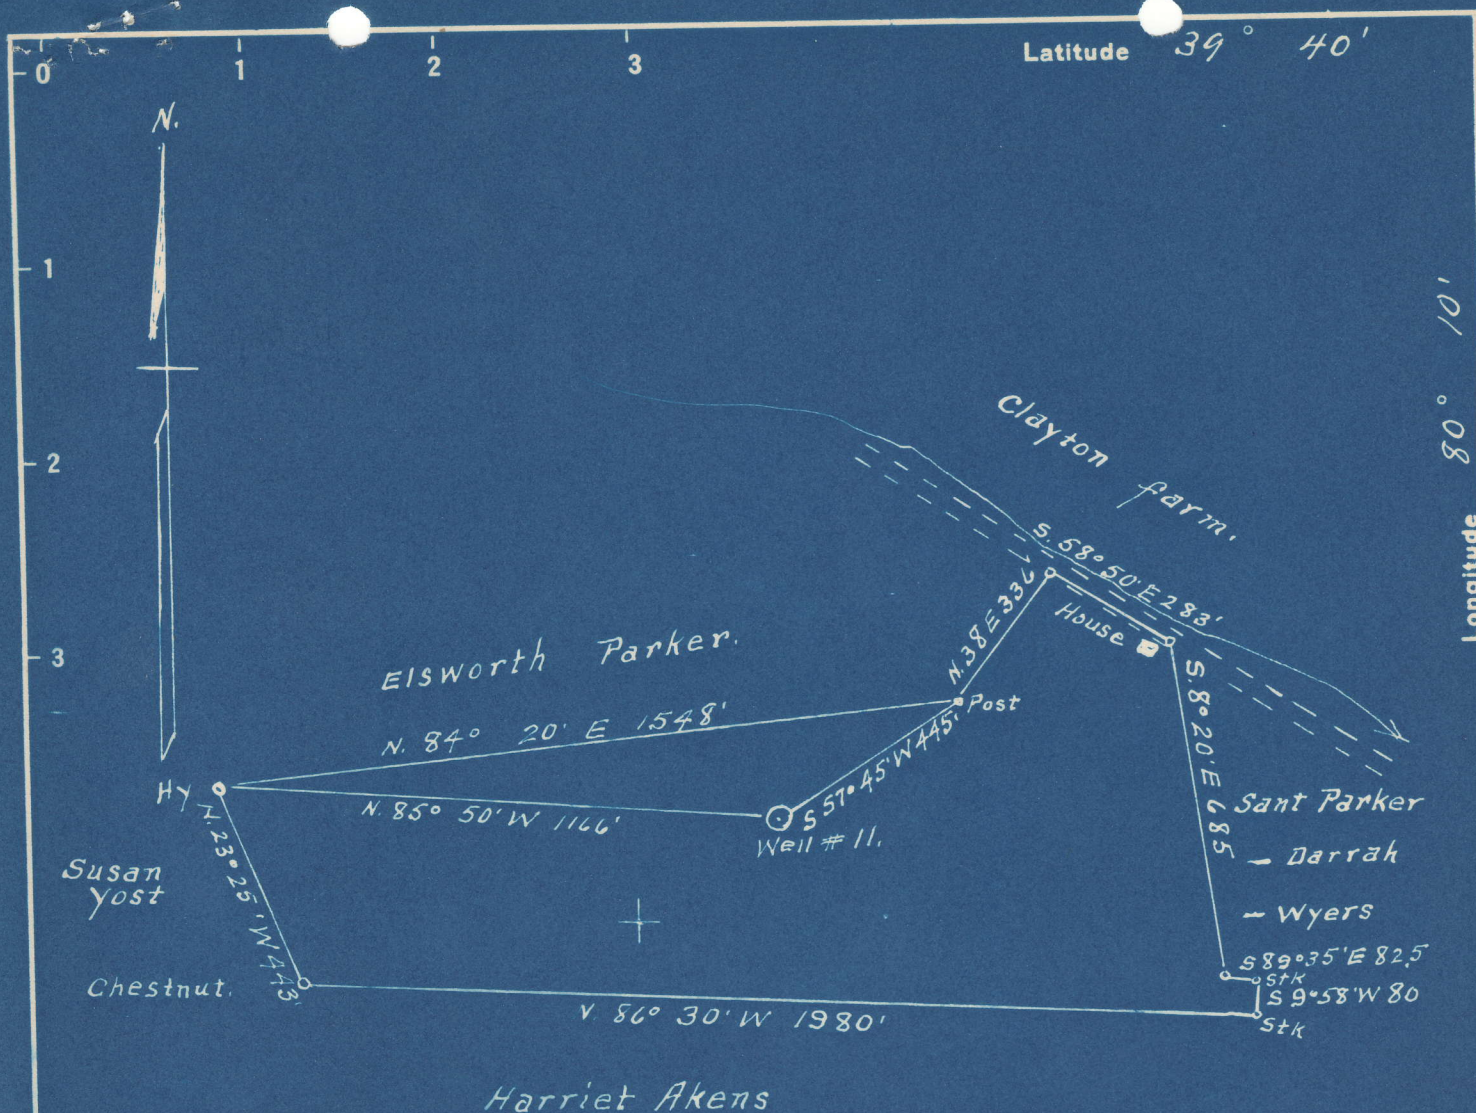 Latitude 39° 40'
0
1
2
3
N.
1
2
3
Longitude 80° 10'
Clayton farm.
S. 58° 50' E 283'
N. 38 E 336
House
Elsworth Parker.
N. 84° 20' E 1548'
Post
S. 8° 20' E 685
S 57° 45' W 445'
Hy
N. 85° 50' W 1166'
Well # 11.
Sant Parker
— Darrah
— Wyers
Susan
Yost
N. 23° 25' W 443'
Chestnut.
S 89° 35' E 82.5
Stk
S 9° 58' W 80
Stk
N. 86° 30' W 1980'
Harriet Akens